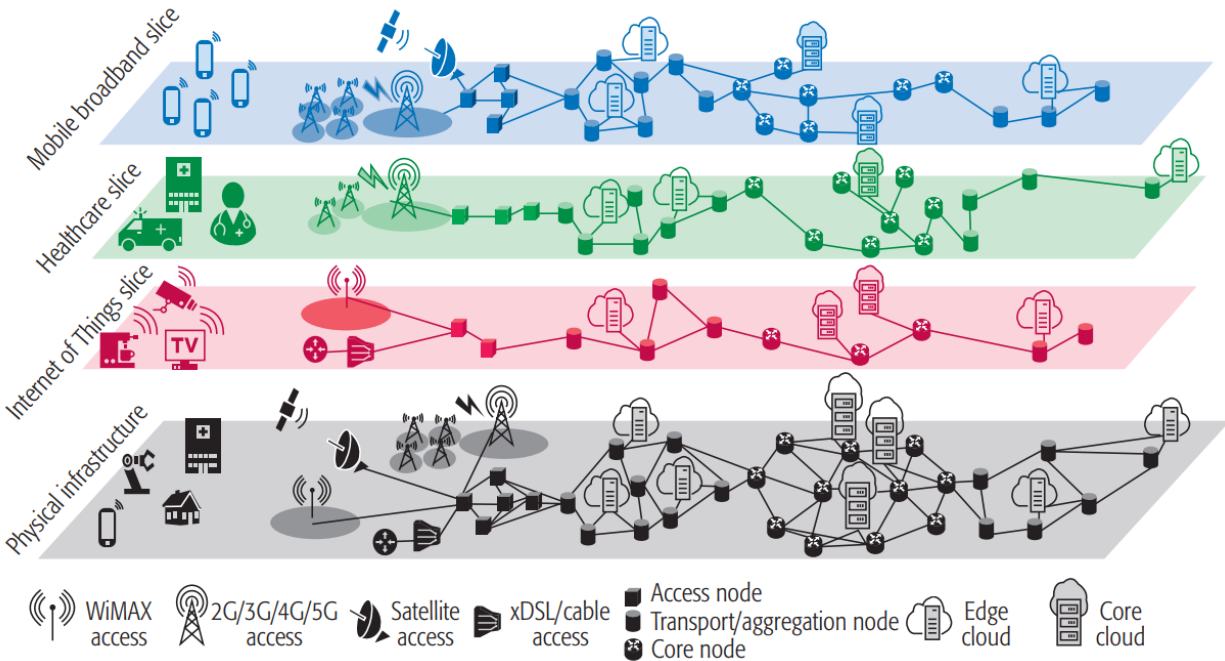 Mobile broadband slice
Healthcare slice
Internet of Things slice
TV
Physical infrastructure
WiMAX
access
2G/3G/4G/5G
access
Satellite
access
xDSL/cable
access
Access node
Transport/aggregation node
Core node
Edge
cloud
Core
cloud